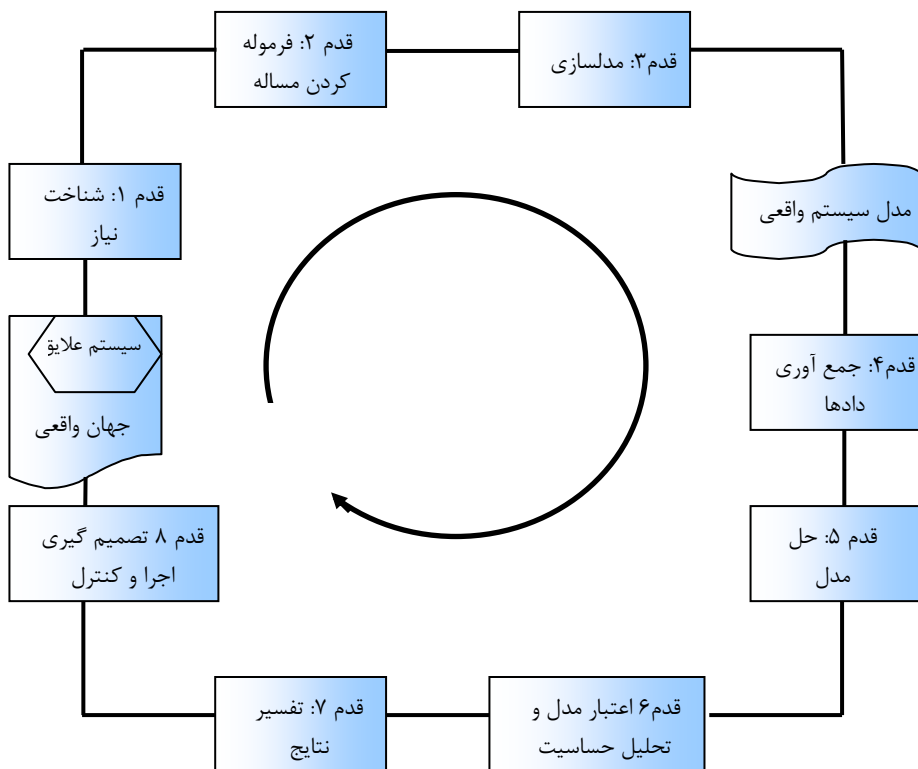 قدم ۲: فرموله
کردن مساله
قدم۳: مدلسازی
قدم ۱: شناخت
نیاز
مدل سیستم واقعی
سیستم علایق
جهان واقعی
قدم۴: جمع آوری
دادها
قدم ۵: حل
مدل
قدم ۸ تصمیم گیری
اجرا و کنترل
قدم ۷: تفسیر
نتایج
قدم۶ اعتبار مدل و
تحلیل حساسیت